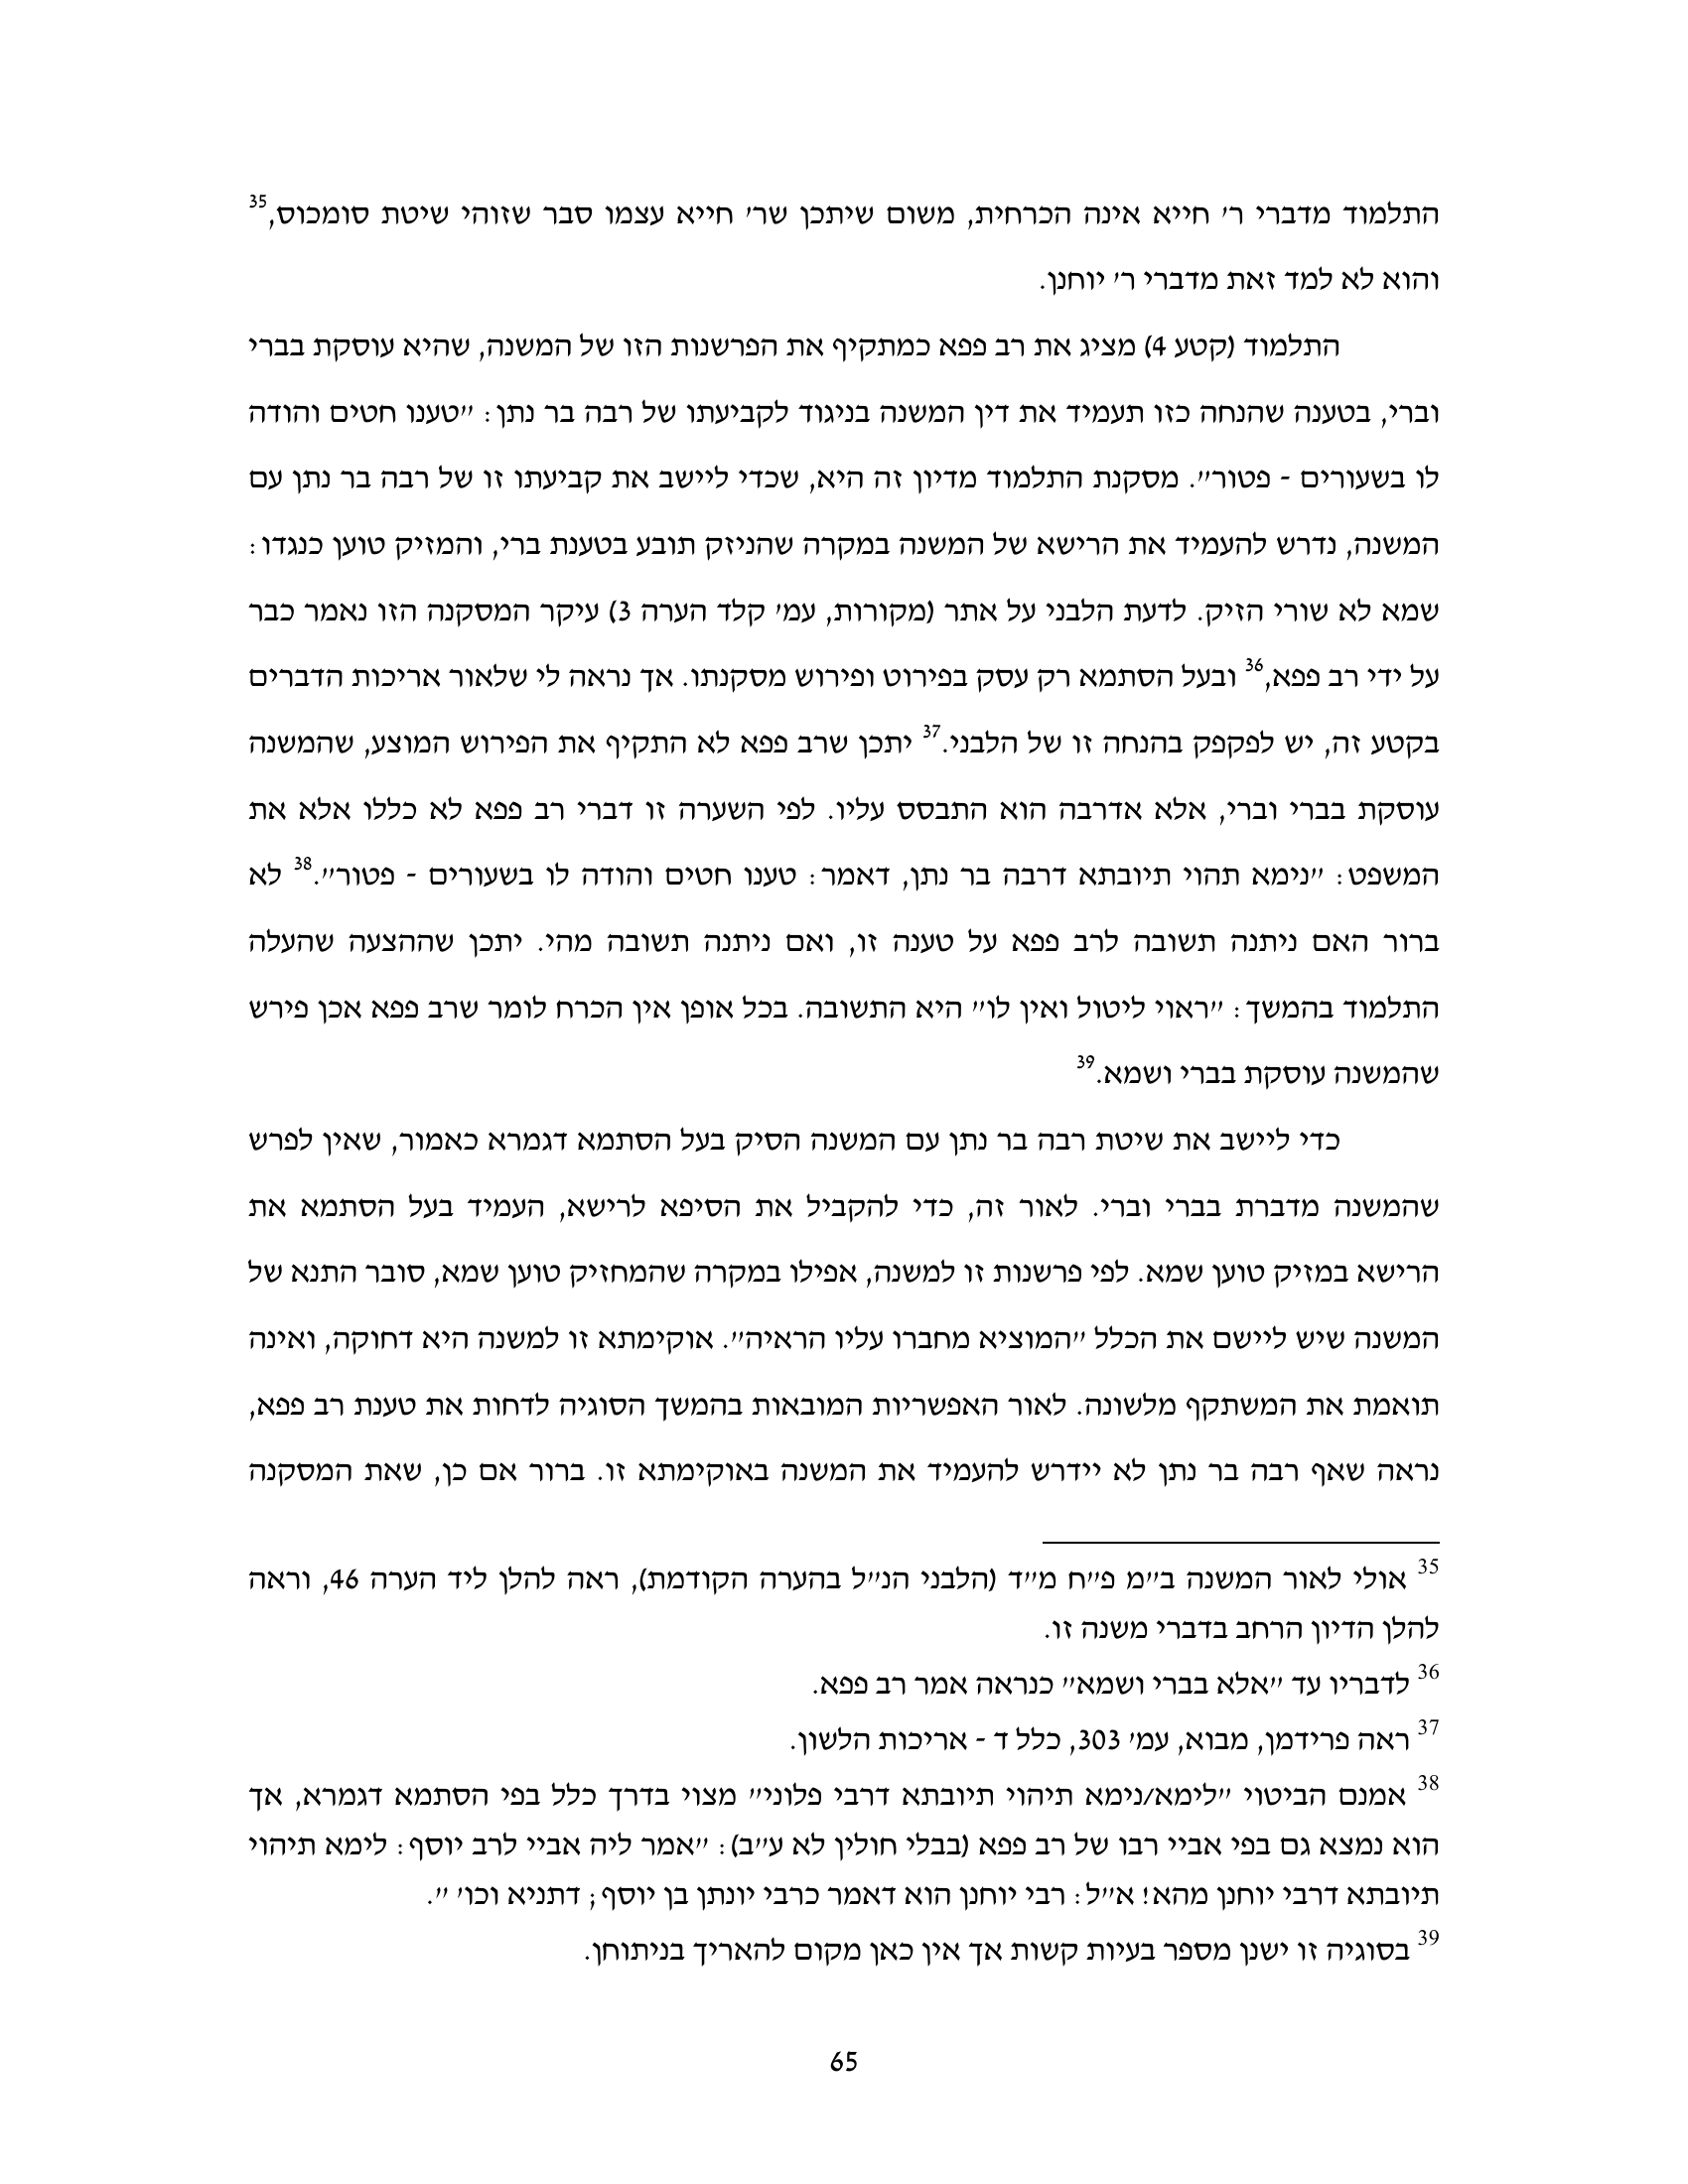 התלמוד מדברי ר׳ חייא אינה הכרחית, משום שיתכן שר׳ חייא עצמו סבר שזוהי שיטת סומכוס,35
והוא לא למד זאת מדברי ר׳ יוחנן.
התלמוד (קטע 4) מציג את רב פפא כמתקיף את הפרשנות הזו של המשנה, שהיא עוסקת בברי
וברי, בטענה שהנחה כזו תעמיד את דין המשנה בניגוד לקביעתו של רבה בר נתן: ״טענו חטים והודה
לו בשעורים - פטור״. מסקנת התלמוד מדיון זה היא, שכדי ליישב את קביעתו זו של רבה בר נתן עם
המשנה, נדרש להעמיד את הרישא של המשנה במקרה שהניזק תובע בטענת ברי, והמזיק טוען כנגדו:
שמא לא שורי הזיק. לדעת הלבני על אתר (מקורות, עמ׳ קלד הערה 3) עיקר המסקנה הזו נאמר כבר
על ידי רב פפא,36 ובעל הסתמא רק עסק בפירוט ופירוש מסקנתו. אך נראה לי שלאור אריכות הדברים
בקטע זה, יש לפקפק בהנחה זו של הלבני.37 יתכן שרב פפא לא התקיף את הפירוש המוצע, שהמשנה
עוסקת בברי וברי, אלא אדרבה הוא התבסס עליו. לפי השערה זו דברי רב פפא לא כללו אלא את
המשפט: ״נימא תהוי תיובתא דרבה בר נתן, דאמר: טענו חטים והודה לו בשעורים - פטור״.38 לא
ברור האם ניתנה תשובה לרב פפא על טענה זו, ואם ניתנה תשובה מהי. יתכן שההצעה שהעלה
התלמוד בהמשך: ״ראוי ליטול ואין לו״ היא התשובה. בכל אופן אין הכרח לומר שרב פפא אכן פירש
שהמשנה עוסקת בברי ושמא.39
כדי ליישב את שיטת רבה בר נתן עם המשנה הסיק בעל הסתמא דגמרא כאמור, שאין לפרש
שהמשנה מדברת בברי וברי. לאור זה, כדי להקביל את הסיפא לרישא, העמיד בעל הסתמא את
הרישא במזיק טוען שמא. לפי פרשנות זו למשנה, אפילו במקרה שהמחזיק טוען שמא, סובר התנא של
המשנה שיש ליישם את הכלל ״המוציא מחברו עליו הראיה״. אוקימתא זו למשנה היא דחוקה, ואינה
תואמת את המשתקף מלשונה. לאור האפשריות המובאות בהמשך הסוגיה לדחות את טענת רב פפא,
נראה שאף רבה בר נתן לא יידרש להעמיד את המשנה באוקימתא זו. ברור אם כן, שאת המסקנה
35 אולי לאור המשנה ב״מ פ״ח מ״ד (הלבני הנ״ל בהערה הקודמת), ראה להלן ליד הערה 46, וראה
להלן הדיון הרחב בדברי משנה זו.
36 לדבריו עד ״אלא בברי ושמא״ כנראה אמר רב פפא.
37 ראה פרידמן, מבוא, עמ׳ 303, כלל ד - אריכות הלשון.
38 אמנם הביטוי ״לימא/נימא תיהוי תיובתא דרבי פלוני״ מצוי בדרך כלל בפי הסתמא דגמרא, אך
הוא נמצא גם בפי אביי רבו של רב פפא (בבלי חולין לא ע״ב): ״אמר ליה אביי לרב יוסף: לימא תיהוי
תיובתא דרבי יוחנן מהא! א״ל: רבי יוחנן הוא דאמר כרבי יונתן בן יוסף; דתניא וכו׳ ״.
39 בסוגיה זו ישנן מספר בעיות קשות אך אין כאן מקום להאריך בניתוחן.
65